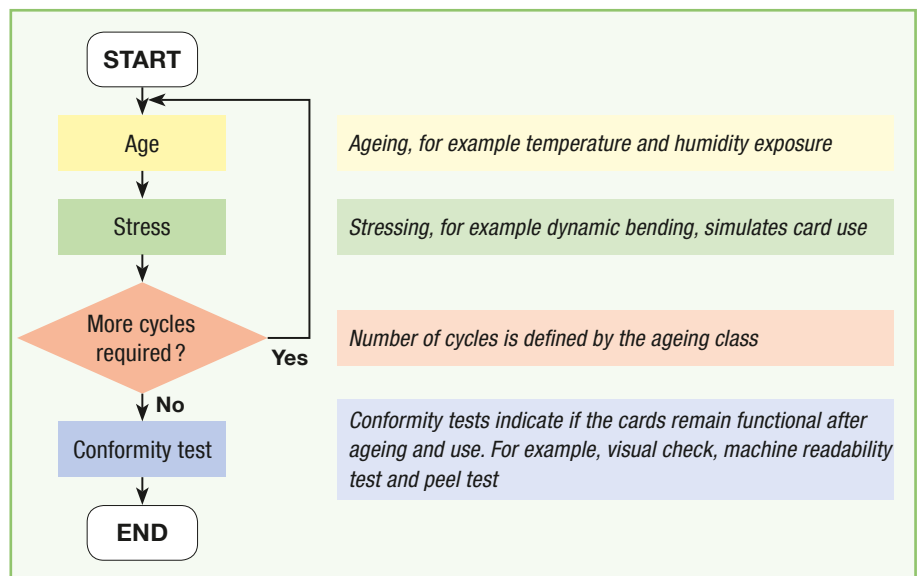 START
Age
Ageing, for example temperature and humidity exposure
Stress
Stressing, for example dynamic bending, simulates card use
More cycles
required ?
Yes
Number of cycles is defined by the ageing class
No
Conformity test
Conformity tests indicate if the cards remain functional after
ageing and use. For example, visual check, machine readability
test and peel test
END